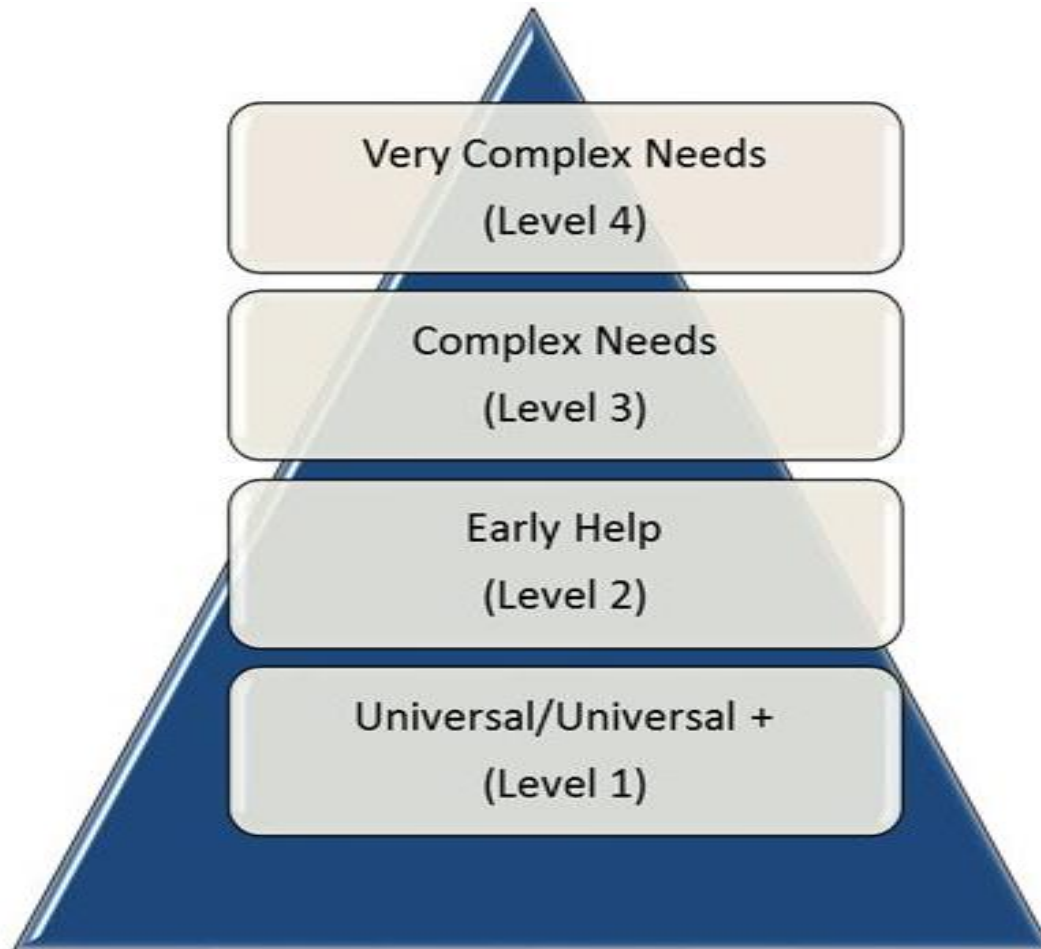 Very Complex Needs
(Level 4)
Complex Needs
(Level 3)
Early Help
(Level 2)
Universal/Universal +
(Level 1)